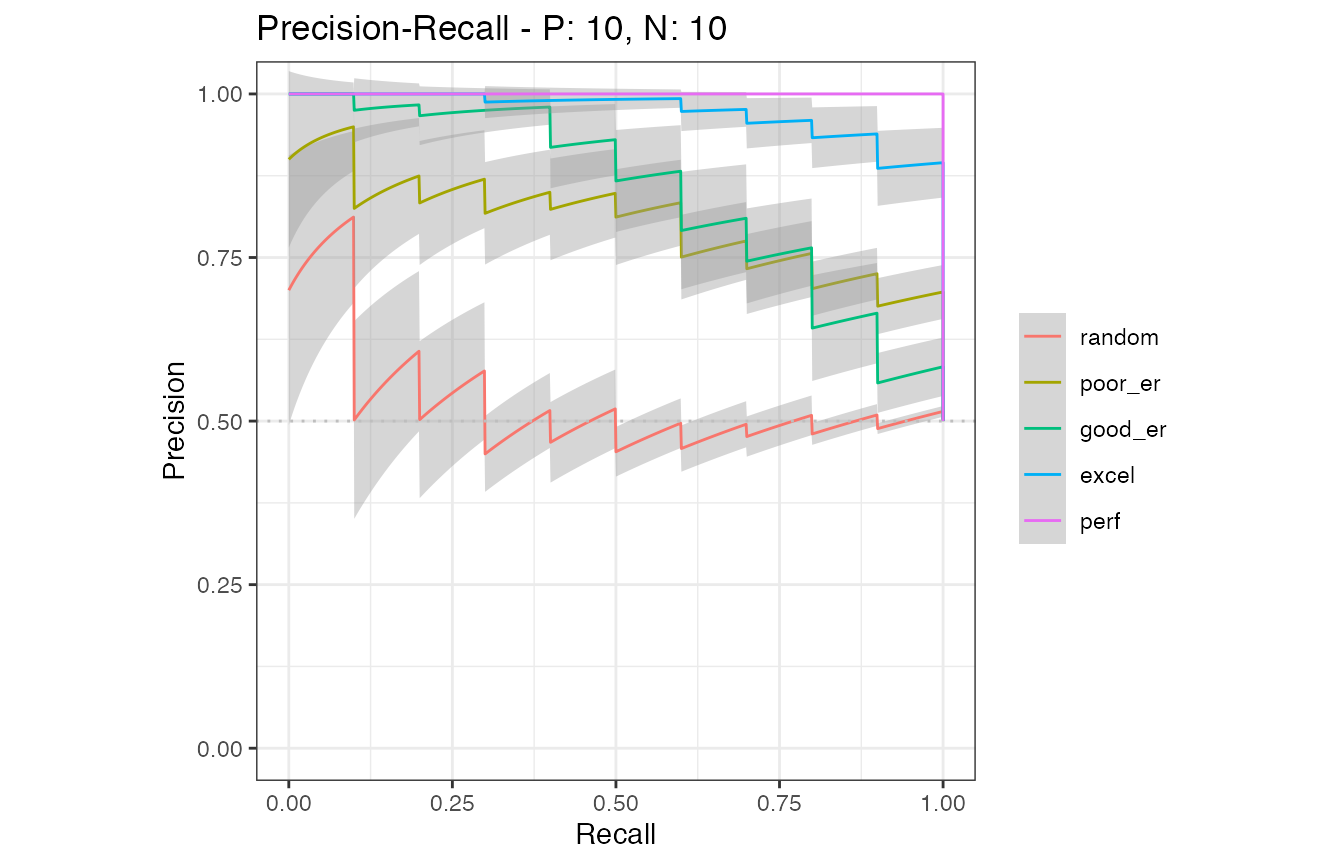 Precision-Recall - P: 10, N: 10
Precision
1.00
0.75
0.50
0.25
0.00
0.00 0.25 0.50 0.75 1.00
Recall
random
poor_er
good_er
excel
perf